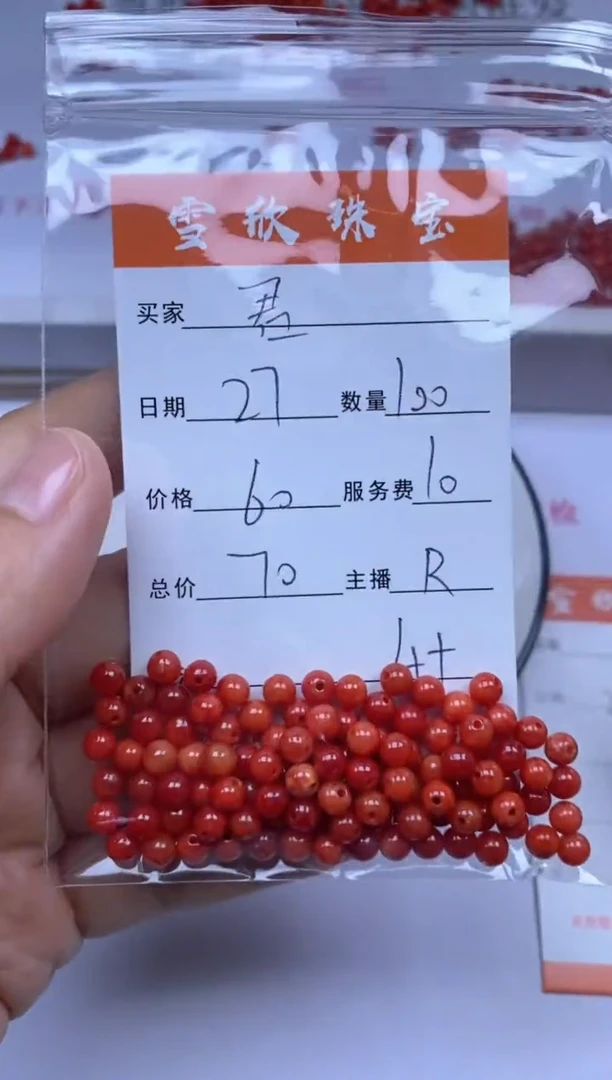 雪欣珠宝
买家 君
日期 27 数量 100
价格 60 服务费 10
总价 70 主播 R